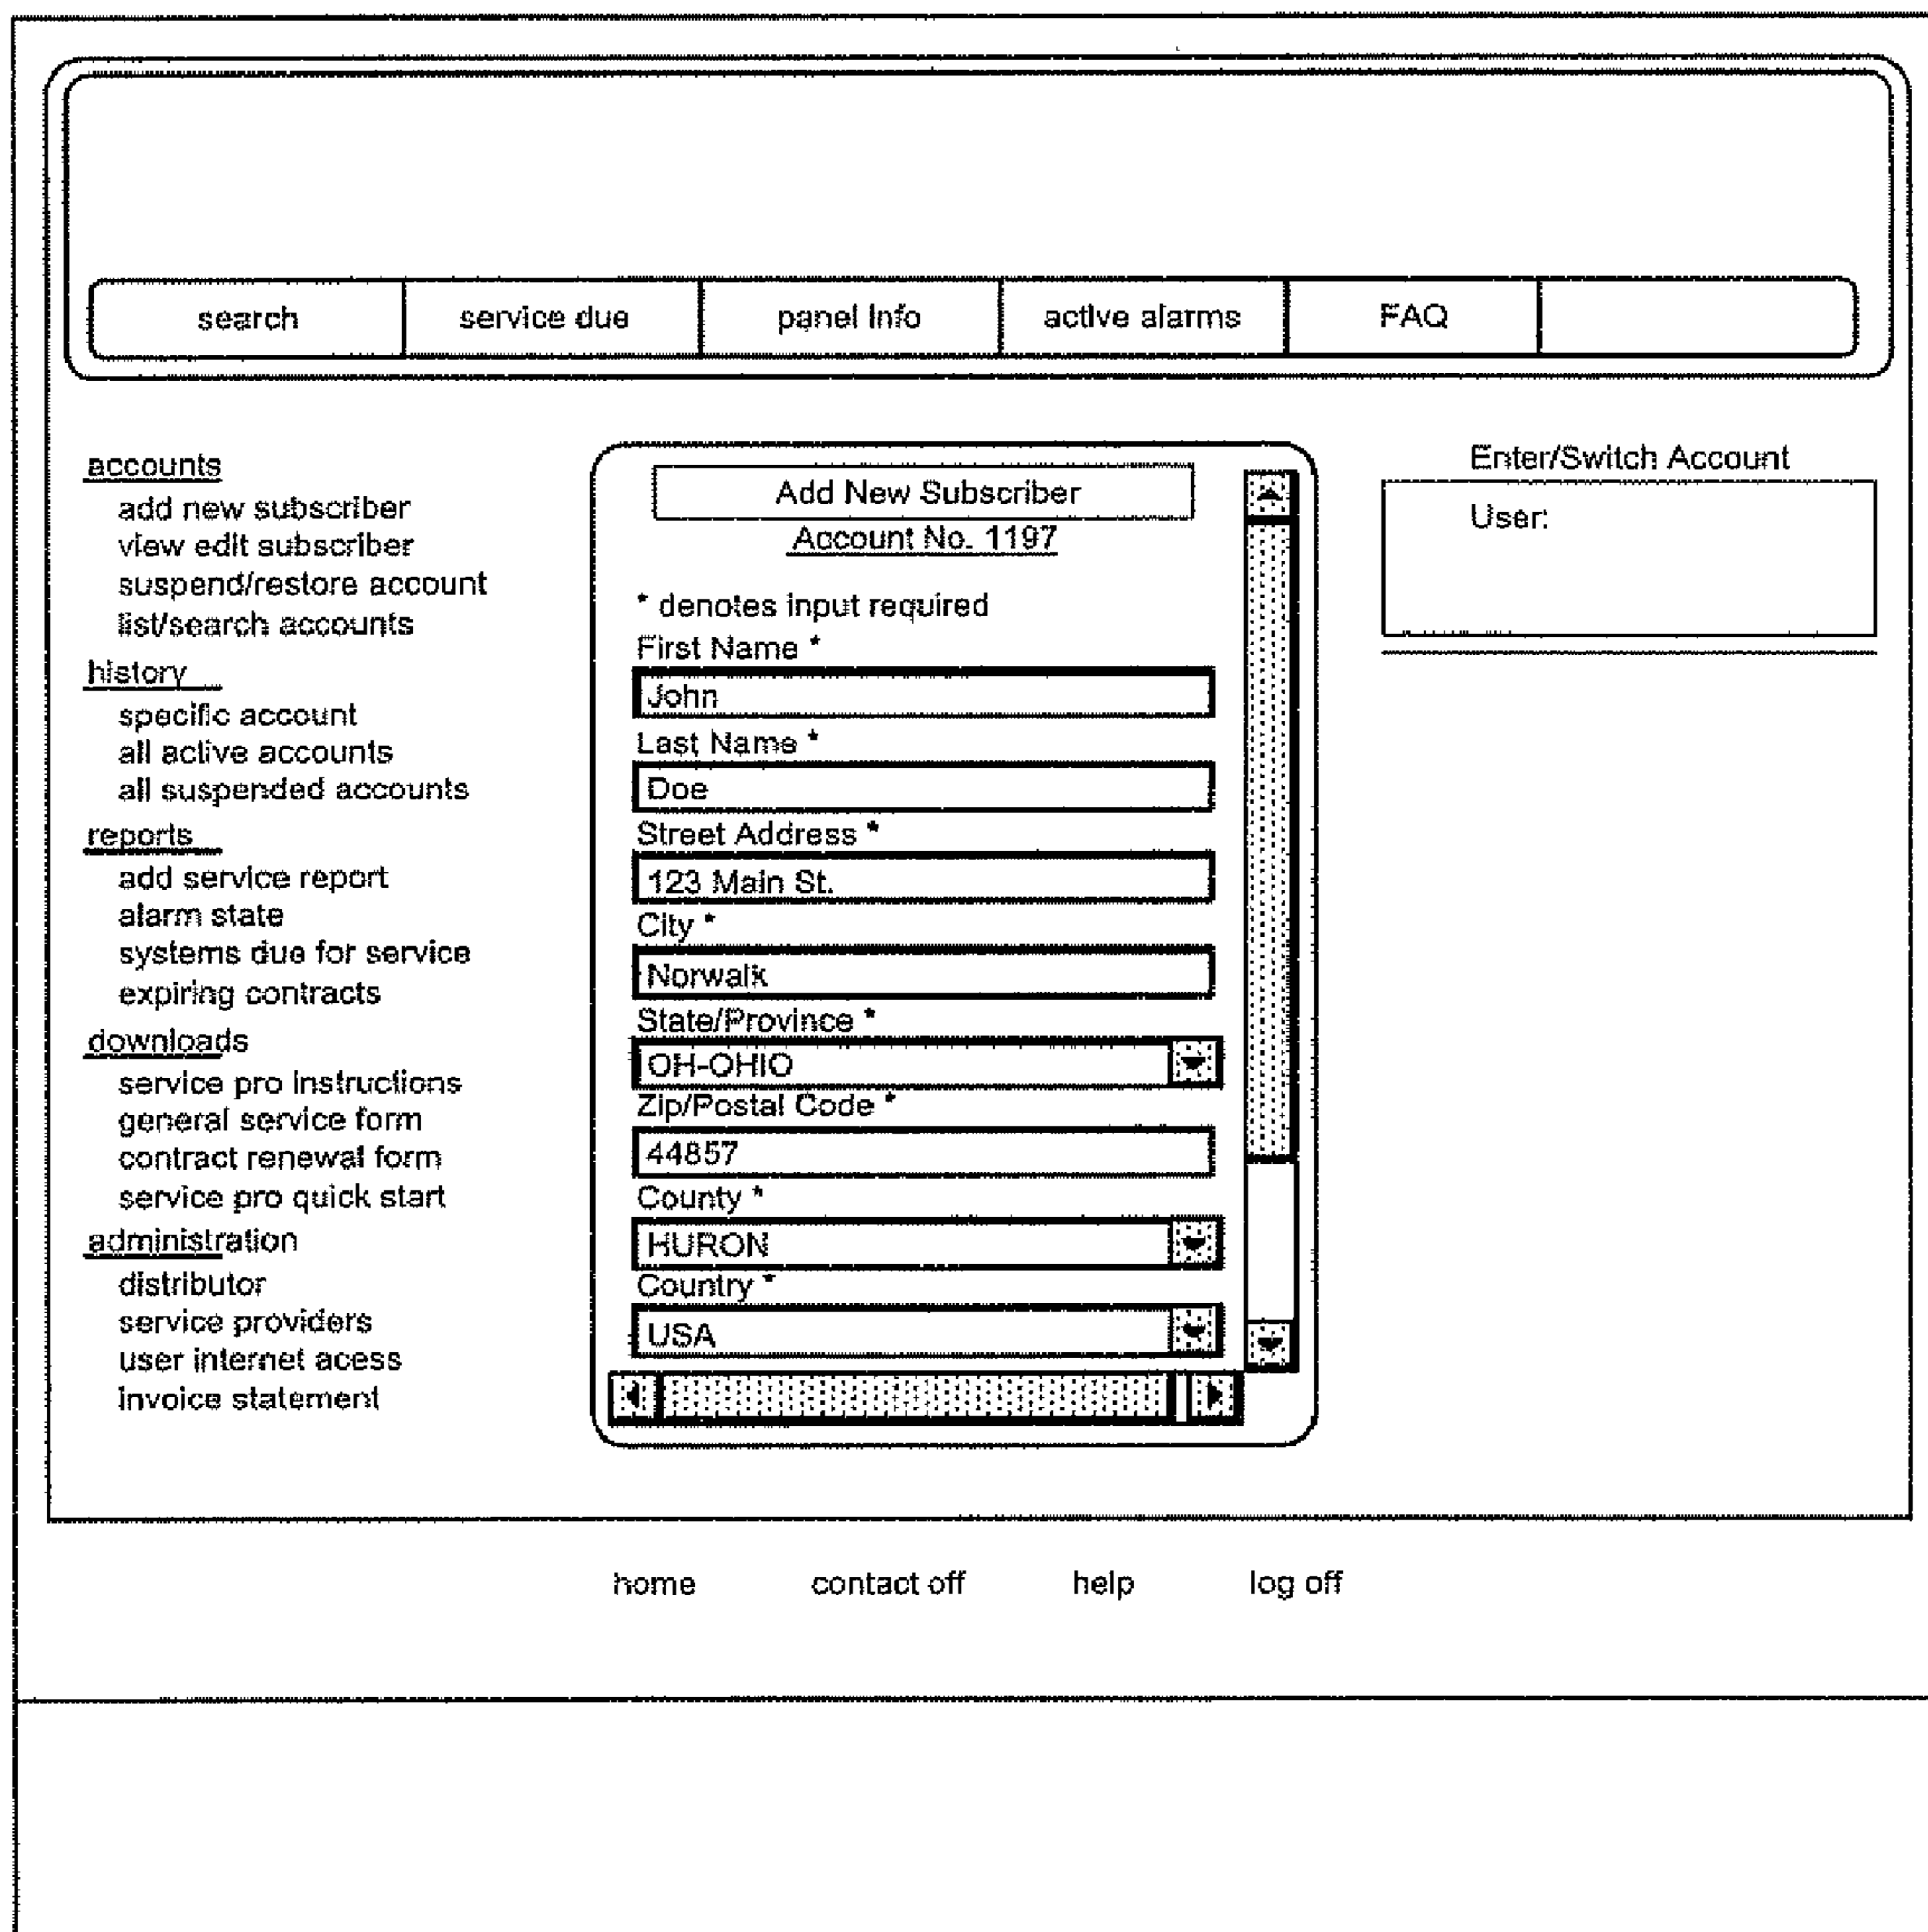 search service due panel Info active alarms FAQ
accounts
add new subscriber
view edit subscriber
suspend/restore account
list/search accounts
history
specific account
all active accounts
all suspended accounts
reports
add service report
alarm state
systems due for service
expiring contracts
downloads
service pro Instructions
general service form
contract renewal form
service pro quick start
administration
distributor
service providers
user internet acess
invoice statement
Add New Subscriber
Account No. 1197
* denotes input required
First Name *
John
Last Name *
Doe
Street Address *
123 Main St.
City *
Norwalk
State/Province *
OH-OHIO
Zip/Postal Code *
44857
County *
HURON
Country *
USA
Enter/Switch Account
User:
home contact off help log off